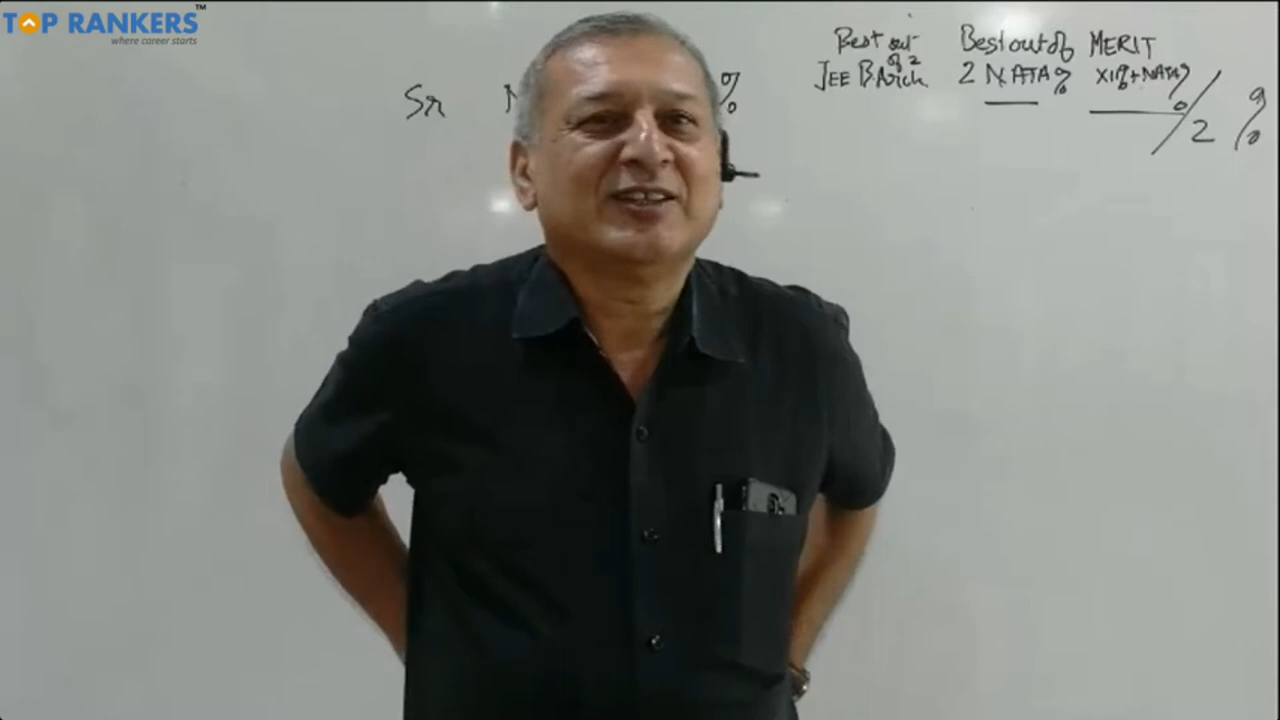 TOP RANKERS™
where career starts
Best out of 2 Best out of MERIT
Sr % JEE BArch 2 NATA % XII% + NATA %
/2 %